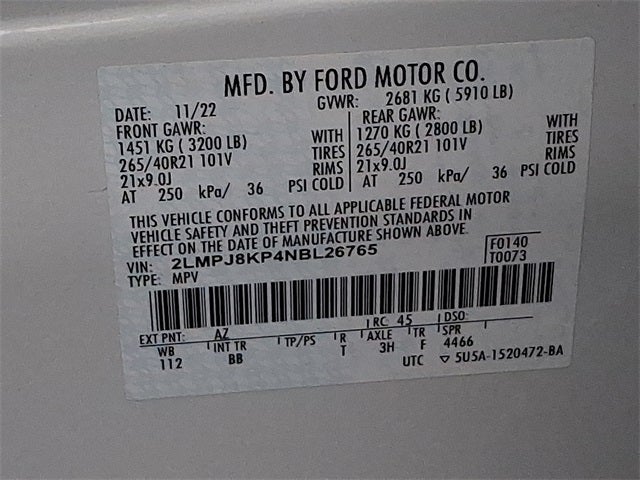 MFD. BY FORD MOTOR CO.
DATE: 11/22 GVWR: 2681 KG ( 5910 LB)
FRONT GAWR: REAR GAWR:
1451 KG ( 3200 LB) WITH 1270 KG ( 2800 LB) WITH
265/40R21 101V TIRES 265/40R21 101V TIRES
21x9.0J RIMS 21x9.0J RIMS
AT 250 kPa/ 36 PSI COLD AT 250 kPa/ 36 PSI COLD
THIS VEHICLE CONFORMS TO ALL APPLICABLE FEDERAL MOTOR
VEHICLE SAFETY AND THEFT PREVENTION STANDARDS IN
EFFECT ON THE DATE OF MANUFACTURE SHOWN ABOVE.
VIN: 2LMPJ8KP4NBL26765 F0140
TYPE: MPV T0073
EXT PNT: AZ RC: 45 DSO:
WB INT TR TP/PS R AXLE TR SPR
112 BB T 3H F 4466
UTC ▽ 5U5A-1520472-BA